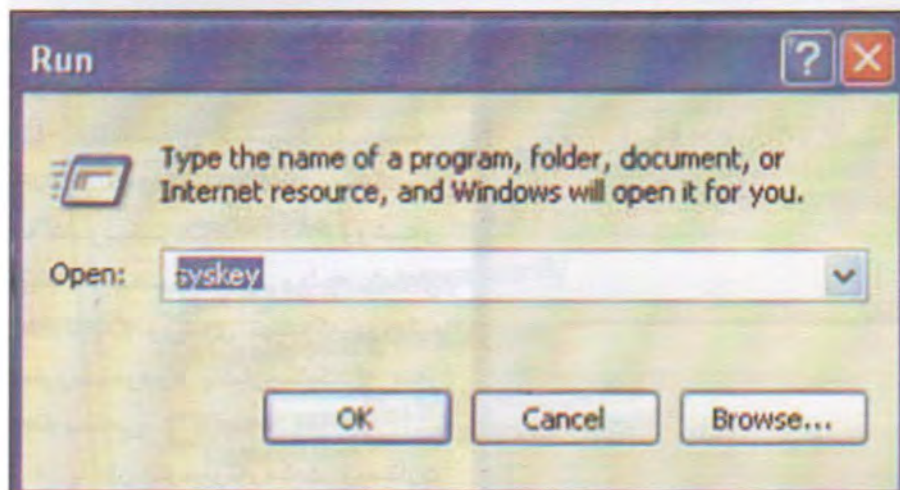 Run
Type the name of a program, folder, document, or
Internet resource, and Windows will open it for you.
Open: syskey
OK Cancel Browse...